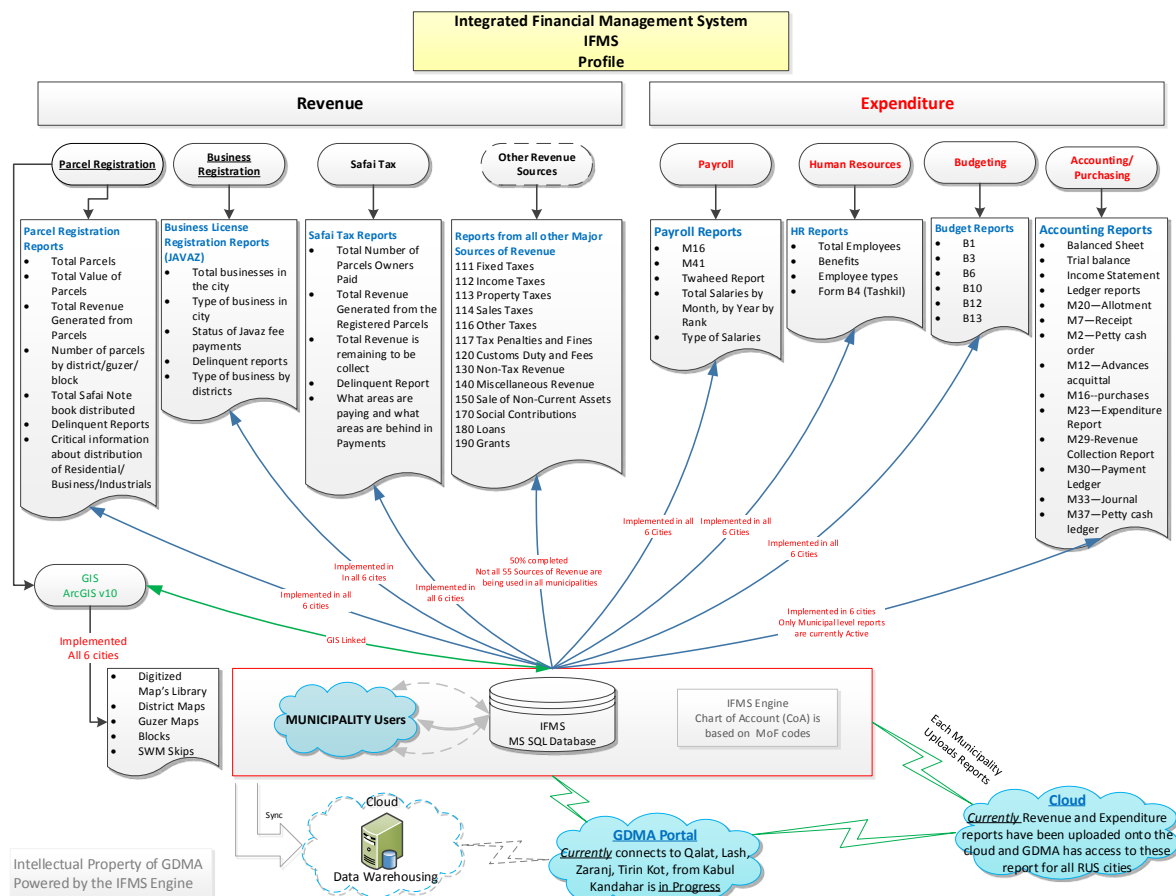 Integrated Financial Management System
IFMS
Profile
Revenue
Expenditure
Parcel Registration
Business
Registration
Safai Tax
Other Revenue
Sources
Payroll
Human Resources
Budgeting
Accounting/
Purchasing
Parcel Registration
Reports
• Total Parcels
• Total Value of
Parcels
• Total Revenue
Generated from
Parcels
• Number of parcels
by district/guzer/
block
• Total Safai Note
book distributed
• Delinquent Reports
• Critical information
about distribution
of Residential/
Business/Industrials
Business License
Registration Reports
(JAVAZ)
• Total businesses in
the city
• Type of business in
city
• Status of Javaz fee
payments
• Delinquent reports
• Type of business by
districts
Safai Tax Reports
• Total Number of
Parcels Owners
Paid
• Total Revenue
Generated from the
Registered Parcels
• Total Revenue is
remaining to be
collect
• Delinquent Report
• What areas are
paying and what
areas are behind in
Payments
Reports from all other Major
Sources of Revenue
111 Fixed Taxes
112 Income Taxes
113 Property Taxes
114 Sales Taxes
116 Other Taxes
117 Tax Penalties and Fines
120 Customs Duty and Fees
130 Non-Tax Revenue
140 Miscellaneous Revenue
150 Sale of Non-Current Assets
170 Social Contributions
180 Loans
190 Grants
Payroll Reports
• M16
• M41
• Twaheed Report
• Total Salaries by
Month, by Year by
Rank
• Type of Salaries
HR Reports
• Total Employees
• Benefits
• Employee types
• Form B4 (Tashkil)
Budget Reports
• B1
• B3
• B6
• B10
• B12
• B13
Accounting Reports
• Balanced Sheet
• Trial balance
• Income Statement
• Ledger reports
• M20—Allotment
• M7—Receipt
• M2—Petty cash
order
• M12—Advances
acquittal
• M16--purchases
• M23—Expenditure
Report
• M29-Revenue
Collection Report
• M30—Payment
Ledger
• M33—Journal
• M37—Petty cash
ledger
Implemented in all
6 cities
Implemented in
In all 6 cities
Implemented in
all 6 cities
50% completed
Not all 55 Sources of Revenue are
being used in all municipalities
Implemented in all
6 Cities
Implemented in all
6 Cities
Implemented in all
6 Cities
Implemented in 6 cities
Only Municipal level reports
are currently Active
GIS
ArcGIS v10
Implemented
All 6 cities
GIS Linked
• Digitized
Map's Library
• District Maps
• Guzer Maps
• Blocks
• SWM Skips
MUNICIPALITY Users
IFMS
MS SQL Database
IFMS Engine
Chart of Account (CoA) is
based on MoF codes
Each Municipality
Uploads Reports
Sync
Cloud
Data Warehousing
GDMA Portal
Currently connects to Qalat, Lash,
Zaranj, Tirin Kot, from Kabul
Kandahar is in Progress
Cloud
Currently Revenue and Expenditure
reports have been uploaded onto the
cloud and GDMA has access to these
report for all RUS cities
Intellectual Property of GDMA
Powered by the IFMS Engine